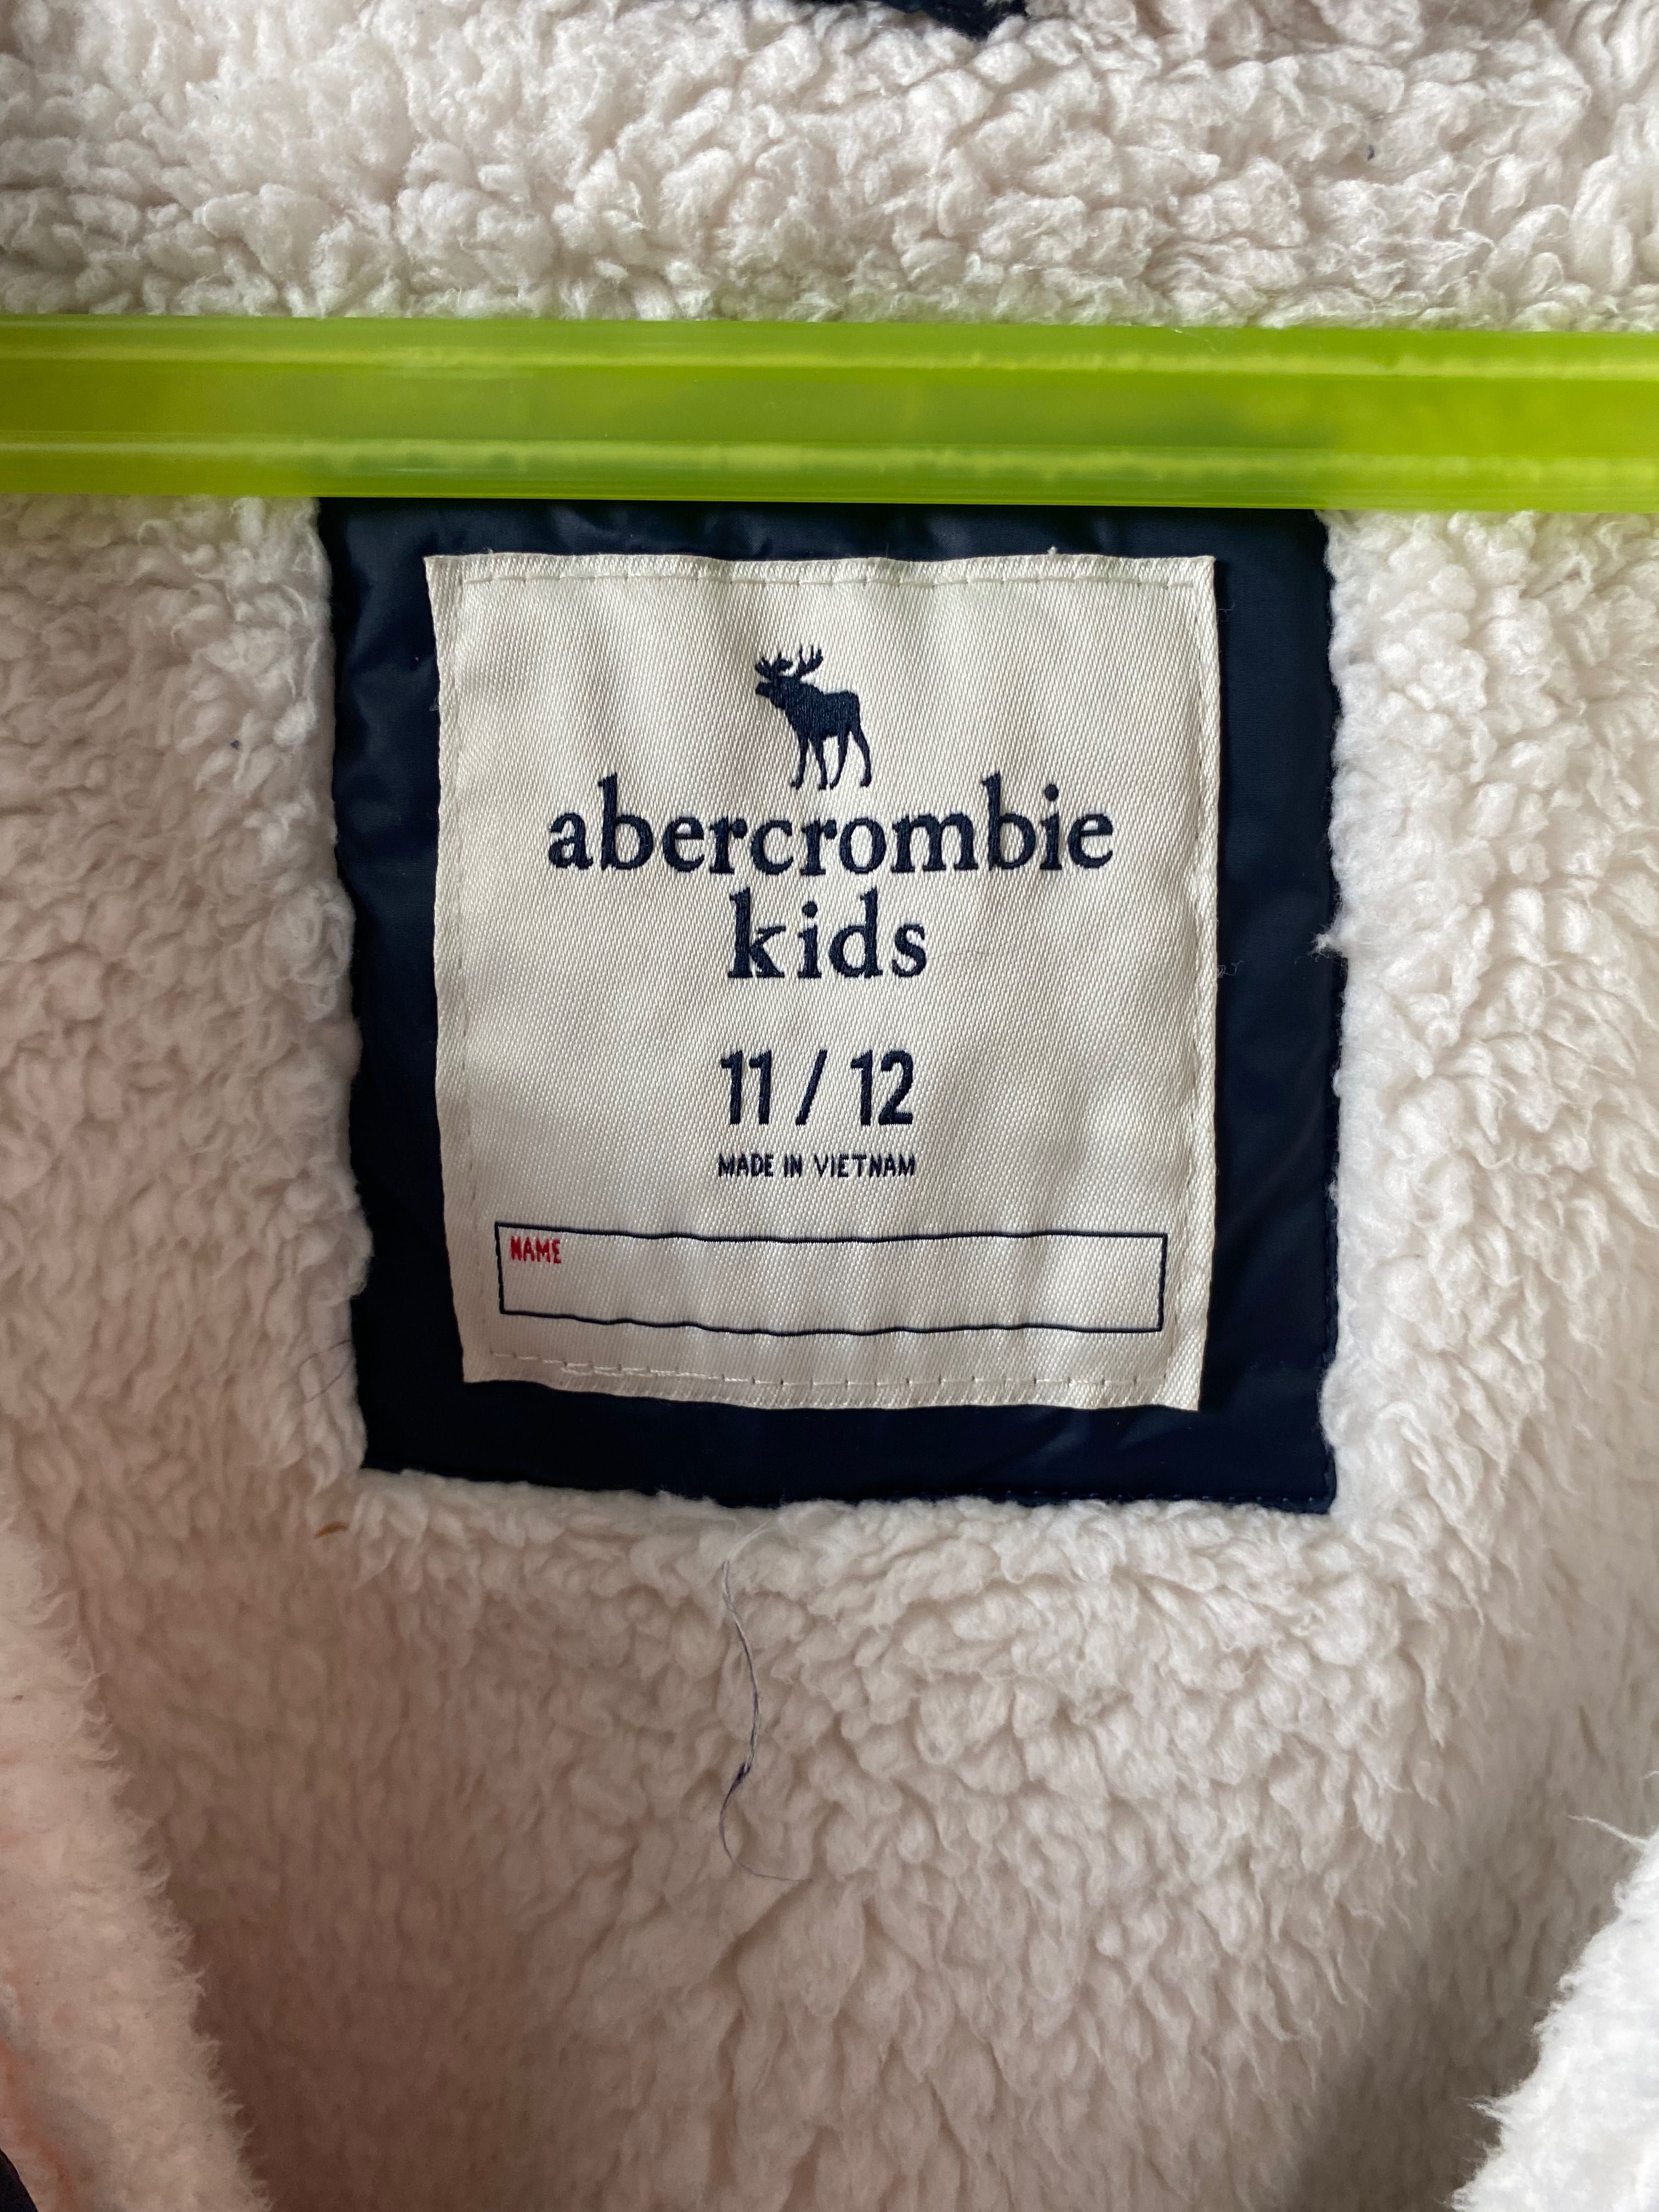 abercrombie
kids
11 / 12
MADE IN VIETNAM
NAME